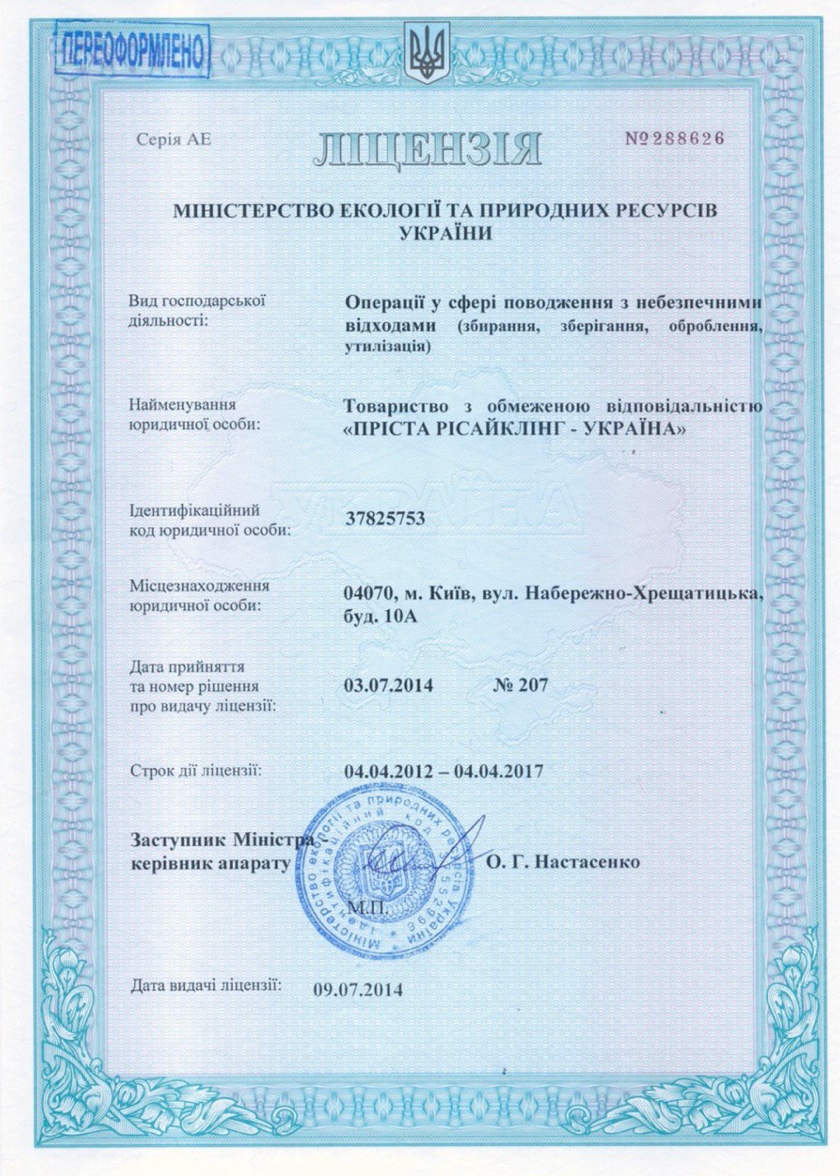 ПЕРЕОФОРМЛЕНО
Серія АЕ
ЛІЦЕНЗІЯ
№288626
МІНІСТЕРСТВО ЕКОЛОГІЇ ТА ПРИРОДНИХ РЕСУРСІВ
УКРАЇНИ
Вид господарської
діяльності:
Операції у сфері поводження з небезпечними
відходами (збирання, зберігання, оброблення,
утилізація)
Найменування
юридичної особи:
Товариство з обмеженою відповідальністю
«ПРІСТА РІСАЙКЛІНГ - УКРАЇНА»
Ідентифікаційний
код юридичної особи:
37825753
Місцезнаходження
юридичної особи:
04070, м. Київ, вул. Набережно-Хрещатицька,
буд. 10А
Дата прийняття
та номер рішення
про видачу ліцензії:
03.07.2014 № 207
Строк дії ліцензії:
04.04.2012 – 04.04.2017
Заступник Міністра -
керівник апарату
О. Г. Настасенко
М.П.
Міністерство екології та природних ресурсів України
ідентифікаційний код
Дата видачі ліцензії:
09.07.2014